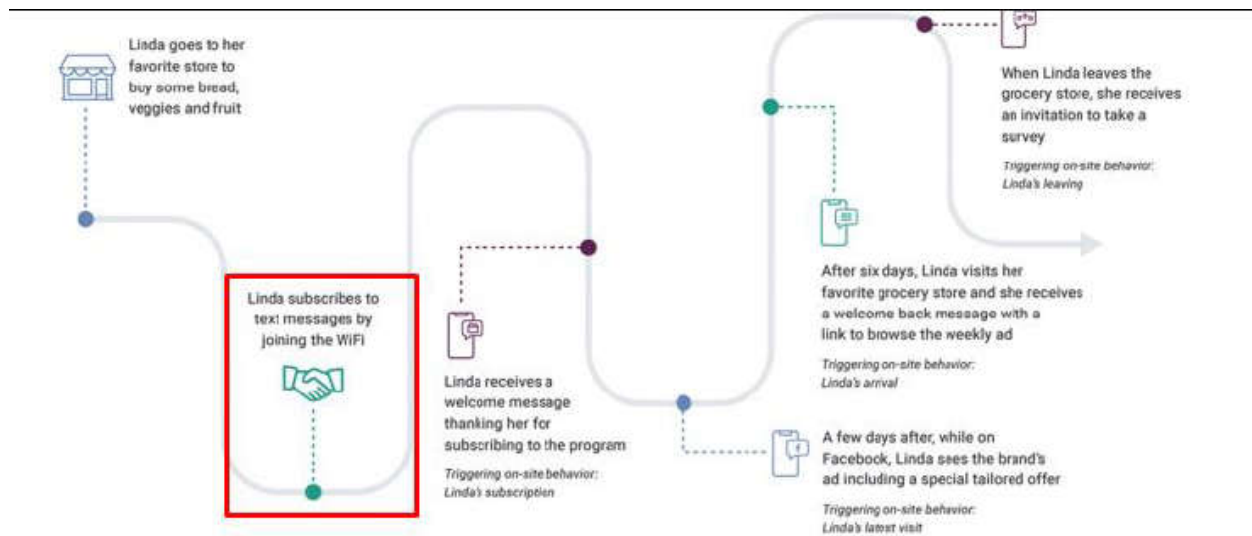 Linda goes to her
favorite store to
buy some bread,
veggies and fruit
Linda subscribes to
text messages by
joining the WiFi
Linda receives a
welcome message
thanking her for
subscribing to the program
Triggering on-site behavior:
Linda's subscription
A few days after, while on
Facebook, Linda sees the brand's
ad including a special tailored offer
Triggering on-site behavior:
Linda's latest visit
After six days, Linda visits her
favorite grocery store and she receives
a welcome back message with a
link to browse the weekly ad
Triggering on-site behavior:
Linda's arrival
When Linda leaves the
grocery store, she receives
an invitation to take a
survey
Triggering on-site behavior:
Linda's leaving